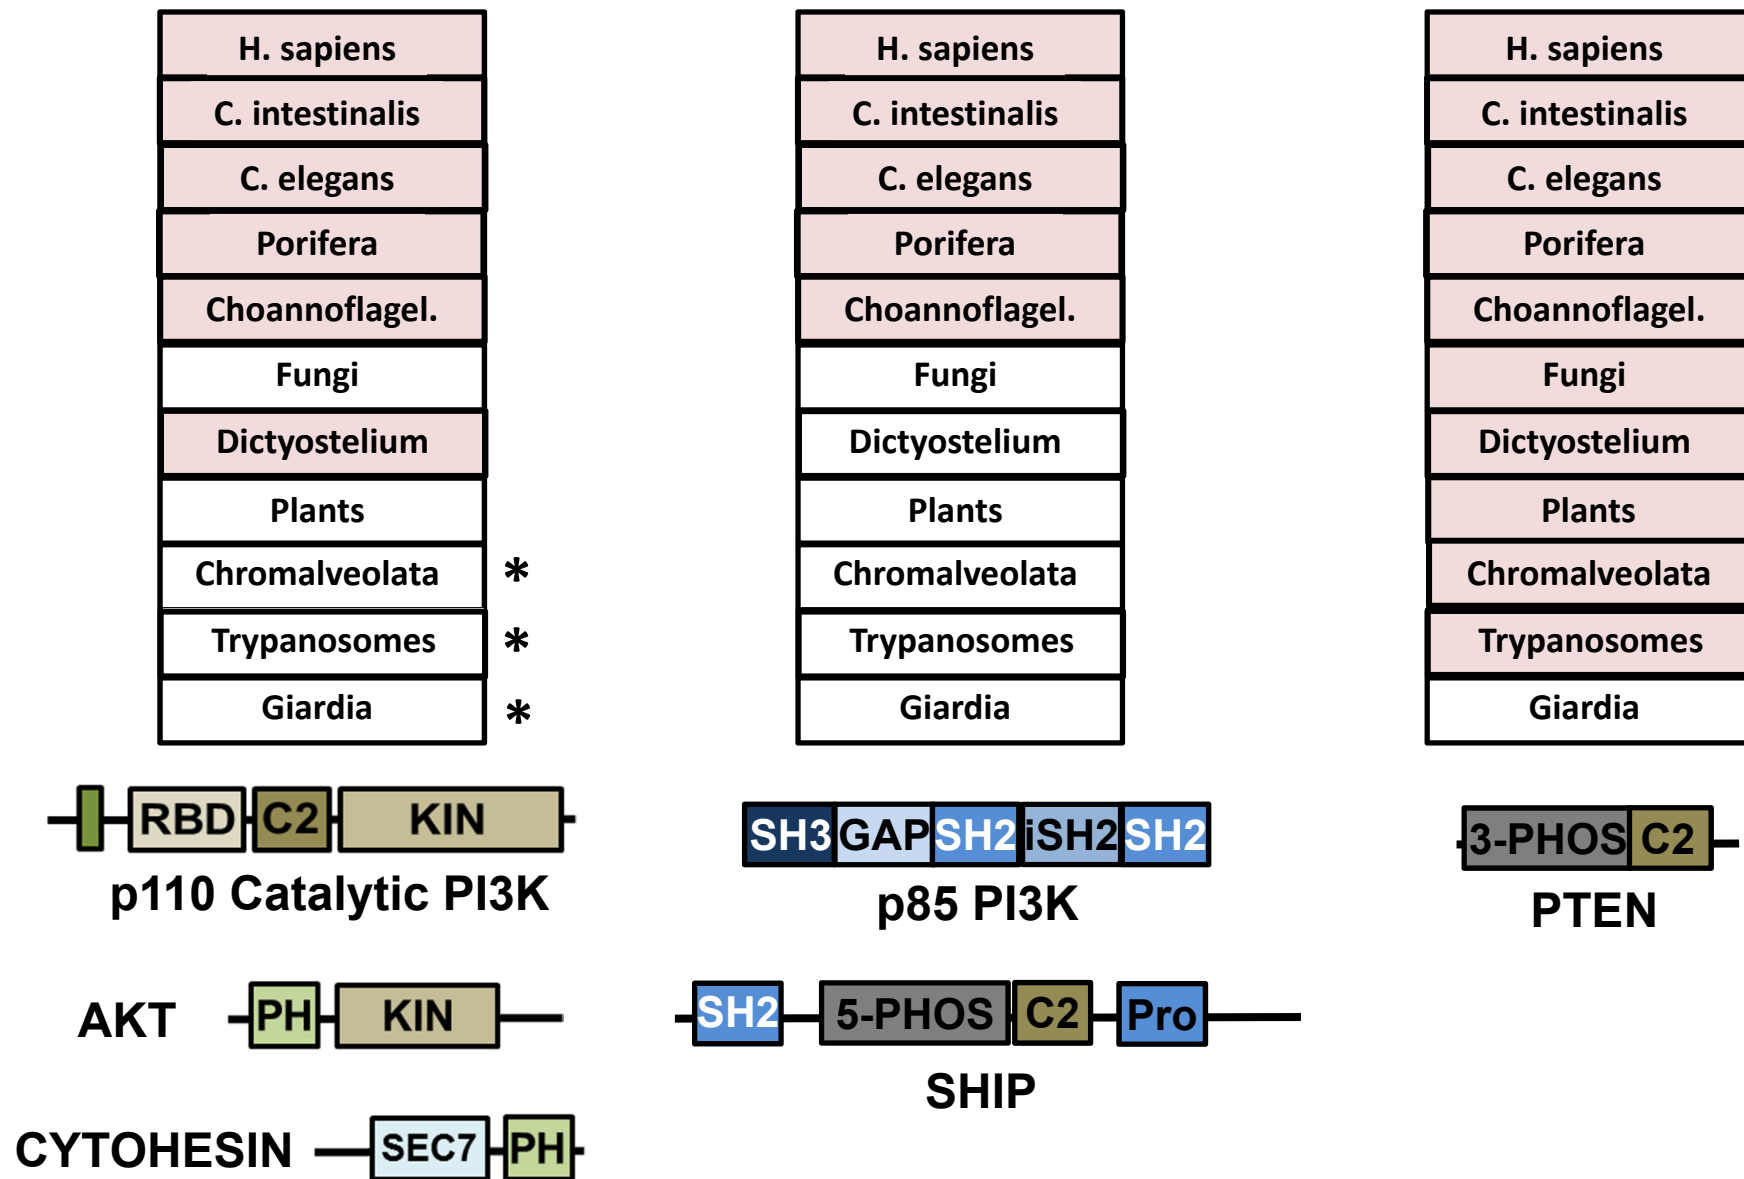 H. sapiens
C. intestinalis
C. elegans
Porifera
Choannoflagel.
Fungi
Dictyostelium
Plants
Chromalveolata *
Trypanosomes *
Giardia *
RBD C2 KIN
p110 Catalytic PI3K
H. sapiens
C. intestinalis
C. elegans
Porifera
Choannoflagel.
Fungi
Dictyostelium
Plants
Chromalveolata
Trypanosomes
Giardia
SH3 GAP SH2 iSH2 SH2
p85 PI3K
H. sapiens
C. intestinalis
C. elegans
Porifera
Choannoflagel.
Fungi
Dictyostelium
Plants
Chromalveolata
Trypanosomes
Giardia
3-PHOS C2
PTEN
AKT PH KIN
SH2 5-PHOS C2 Pro
SHIP
CYTOHESIN SEC7 PH